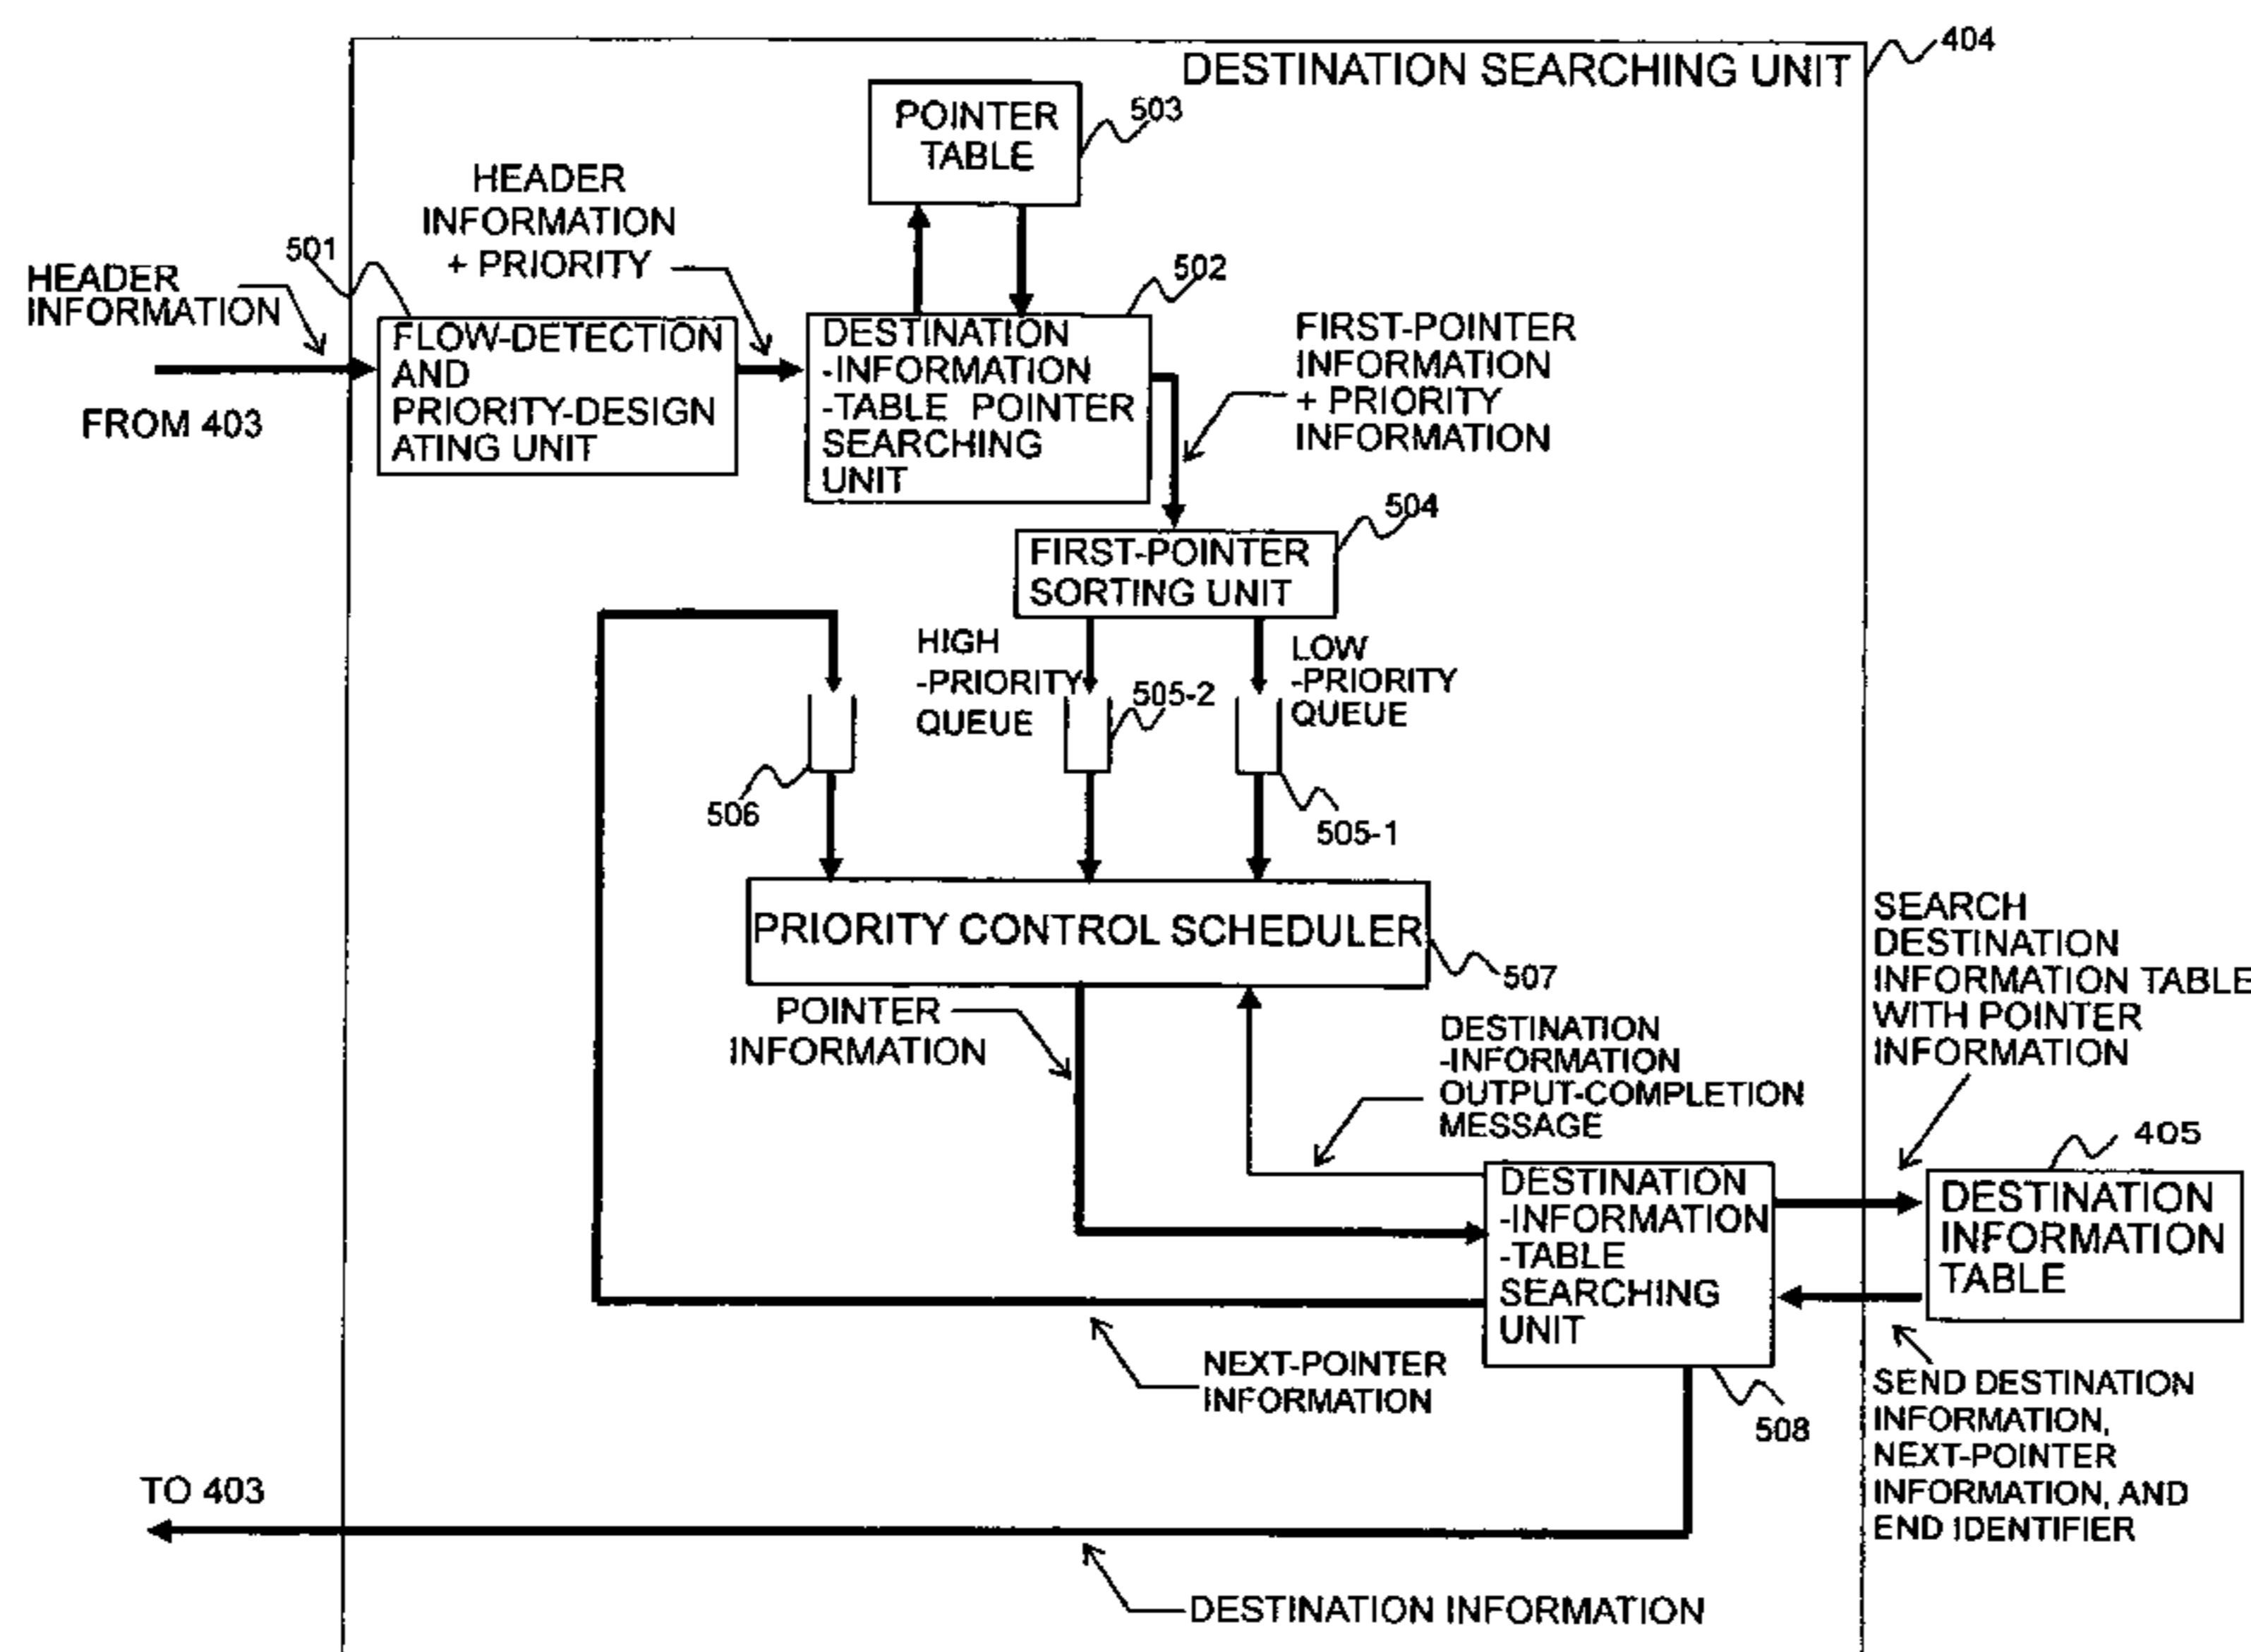 404
DESTINATION SEARCHING UNIT
POINTER
TABLE
503
HEADER
INFORMATION
+ PRIORITY
501
HEADER
INFORMATION
502
FLOW-DETECTION
AND
PRIORITY-DESIGN
ATING UNIT
FROM 403
DESTINATION
-INFORMATION
-TABLE POINTER
SEARCHING
UNIT
FIRST-POINTER
INFORMATION
+ PRIORITY
INFORMATION
504
FIRST-POINTER
SORTING UNIT
HIGH
-PRIORITY
QUEUE
505-2
LOW
-PRIORITY
QUEUE
506
505-1
PRIORITY CONTROL SCHEDULER
507
SEARCH
DESTINATION
INFORMATION TABLE
WITH POINTER
INFORMATION
POINTER
INFORMATION
DESTINATION
-INFORMATION
OUTPUT-COMPLETION
MESSAGE
405
DESTINATION
-INFORMATION
-TABLE
SEARCHING
UNIT
DESTINATION
INFORMATION
TABLE
NEXT-POINTER
INFORMATION
508
SEND DESTINATION
INFORMATION,
NEXT-POINTER
INFORMATION, AND
END IDENTIFIER
TO 403
DESTINATION INFORMATION